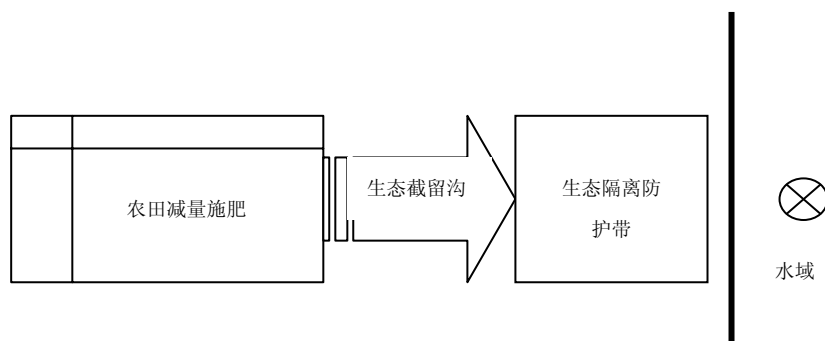 农田减量施肥
生态截留沟
生态隔离防
护带
水域